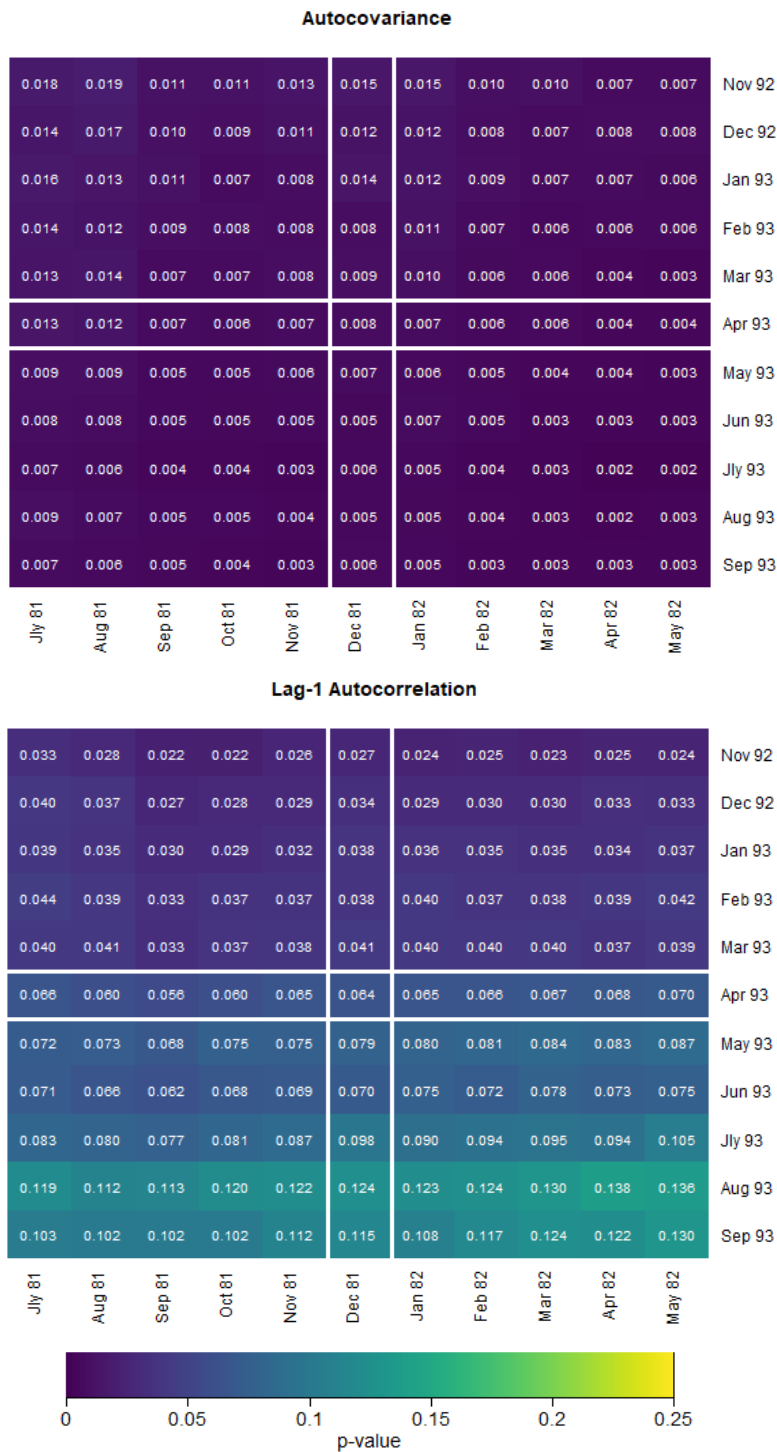 Autocovariance
0.018 0.019 0.011 0.011 0.013 0.015 0.015 0.010 0.010 0.007 0.007 Nov 92
0.014 0.017 0.010 0.009 0.011 0.012 0.012 0.008 0.007 0.008 0.008 Dec 92
0.016 0.013 0.011 0.007 0.008 0.014 0.012 0.009 0.007 0.007 0.006 Jan 93
0.014 0.012 0.009 0.008 0.008 0.008 0.011 0.007 0.006 0.006 0.006 Feb 93
0.013 0.014 0.007 0.007 0.008 0.009 0.010 0.006 0.006 0.004 0.003 Mar 93
0.013 0.012 0.007 0.006 0.007 0.008 0.007 0.006 0.006 0.004 0.004 Apr 93
0.009 0.009 0.005 0.005 0.006 0.007 0.006 0.005 0.004 0.004 0.003 May 93
0.008 0.008 0.005 0.005 0.005 0.005 0.007 0.005 0.003 0.003 0.003 Jun 93
0.007 0.006 0.004 0.004 0.003 0.006 0.005 0.004 0.003 0.002 0.002 Jly 93
0.009 0.007 0.005 0.005 0.004 0.005 0.005 0.004 0.003 0.002 0.003 Aug 93
0.007 0.006 0.005 0.004 0.003 0.006 0.005 0.003 0.003 0.003 0.003 Sep 93
Jly 81 Aug 81 Sep 81 Oct 81 Nov 81 Dec 81 Jan 82 Feb 82 Mar 82 Apr 82 May 82
Lag-1 Autocorrelation
0.033 0.028 0.022 0.022 0.026 0.027 0.024 0.025 0.023 0.025 0.024 Nov 92
0.040 0.037 0.027 0.028 0.029 0.034 0.029 0.030 0.030 0.033 0.033 Dec 92
0.039 0.035 0.030 0.029 0.032 0.038 0.036 0.035 0.035 0.034 0.037 Jan 93
0.044 0.039 0.033 0.037 0.037 0.038 0.040 0.037 0.038 0.039 0.042 Feb 93
0.040 0.041 0.033 0.037 0.038 0.041 0.040 0.040 0.040 0.037 0.039 Mar 93
0.066 0.060 0.056 0.060 0.065 0.064 0.065 0.066 0.067 0.068 0.070 Apr 93
0.072 0.073 0.068 0.075 0.075 0.079 0.080 0.081 0.084 0.083 0.087 May 93
0.071 0.066 0.062 0.068 0.069 0.070 0.075 0.072 0.078 0.073 0.075 Jun 93
0.083 0.080 0.077 0.081 0.087 0.098 0.090 0.094 0.095 0.094 0.105 Jly 93
0.119 0.112 0.113 0.120 0.122 0.124 0.123 0.124 0.130 0.138 0.136 Aug 93
0.103 0.102 0.102 0.102 0.112 0.115 0.108 0.117 0.124 0.122 0.130 Sep 93
Jly 81 Aug 81 Sep 81 Oct 81 Nov 81 Dec 81 Jan 82 Feb 82 Mar 82 Apr 82 May 82
0 0.05 0.1 0.15 0.2 0.25
p-value